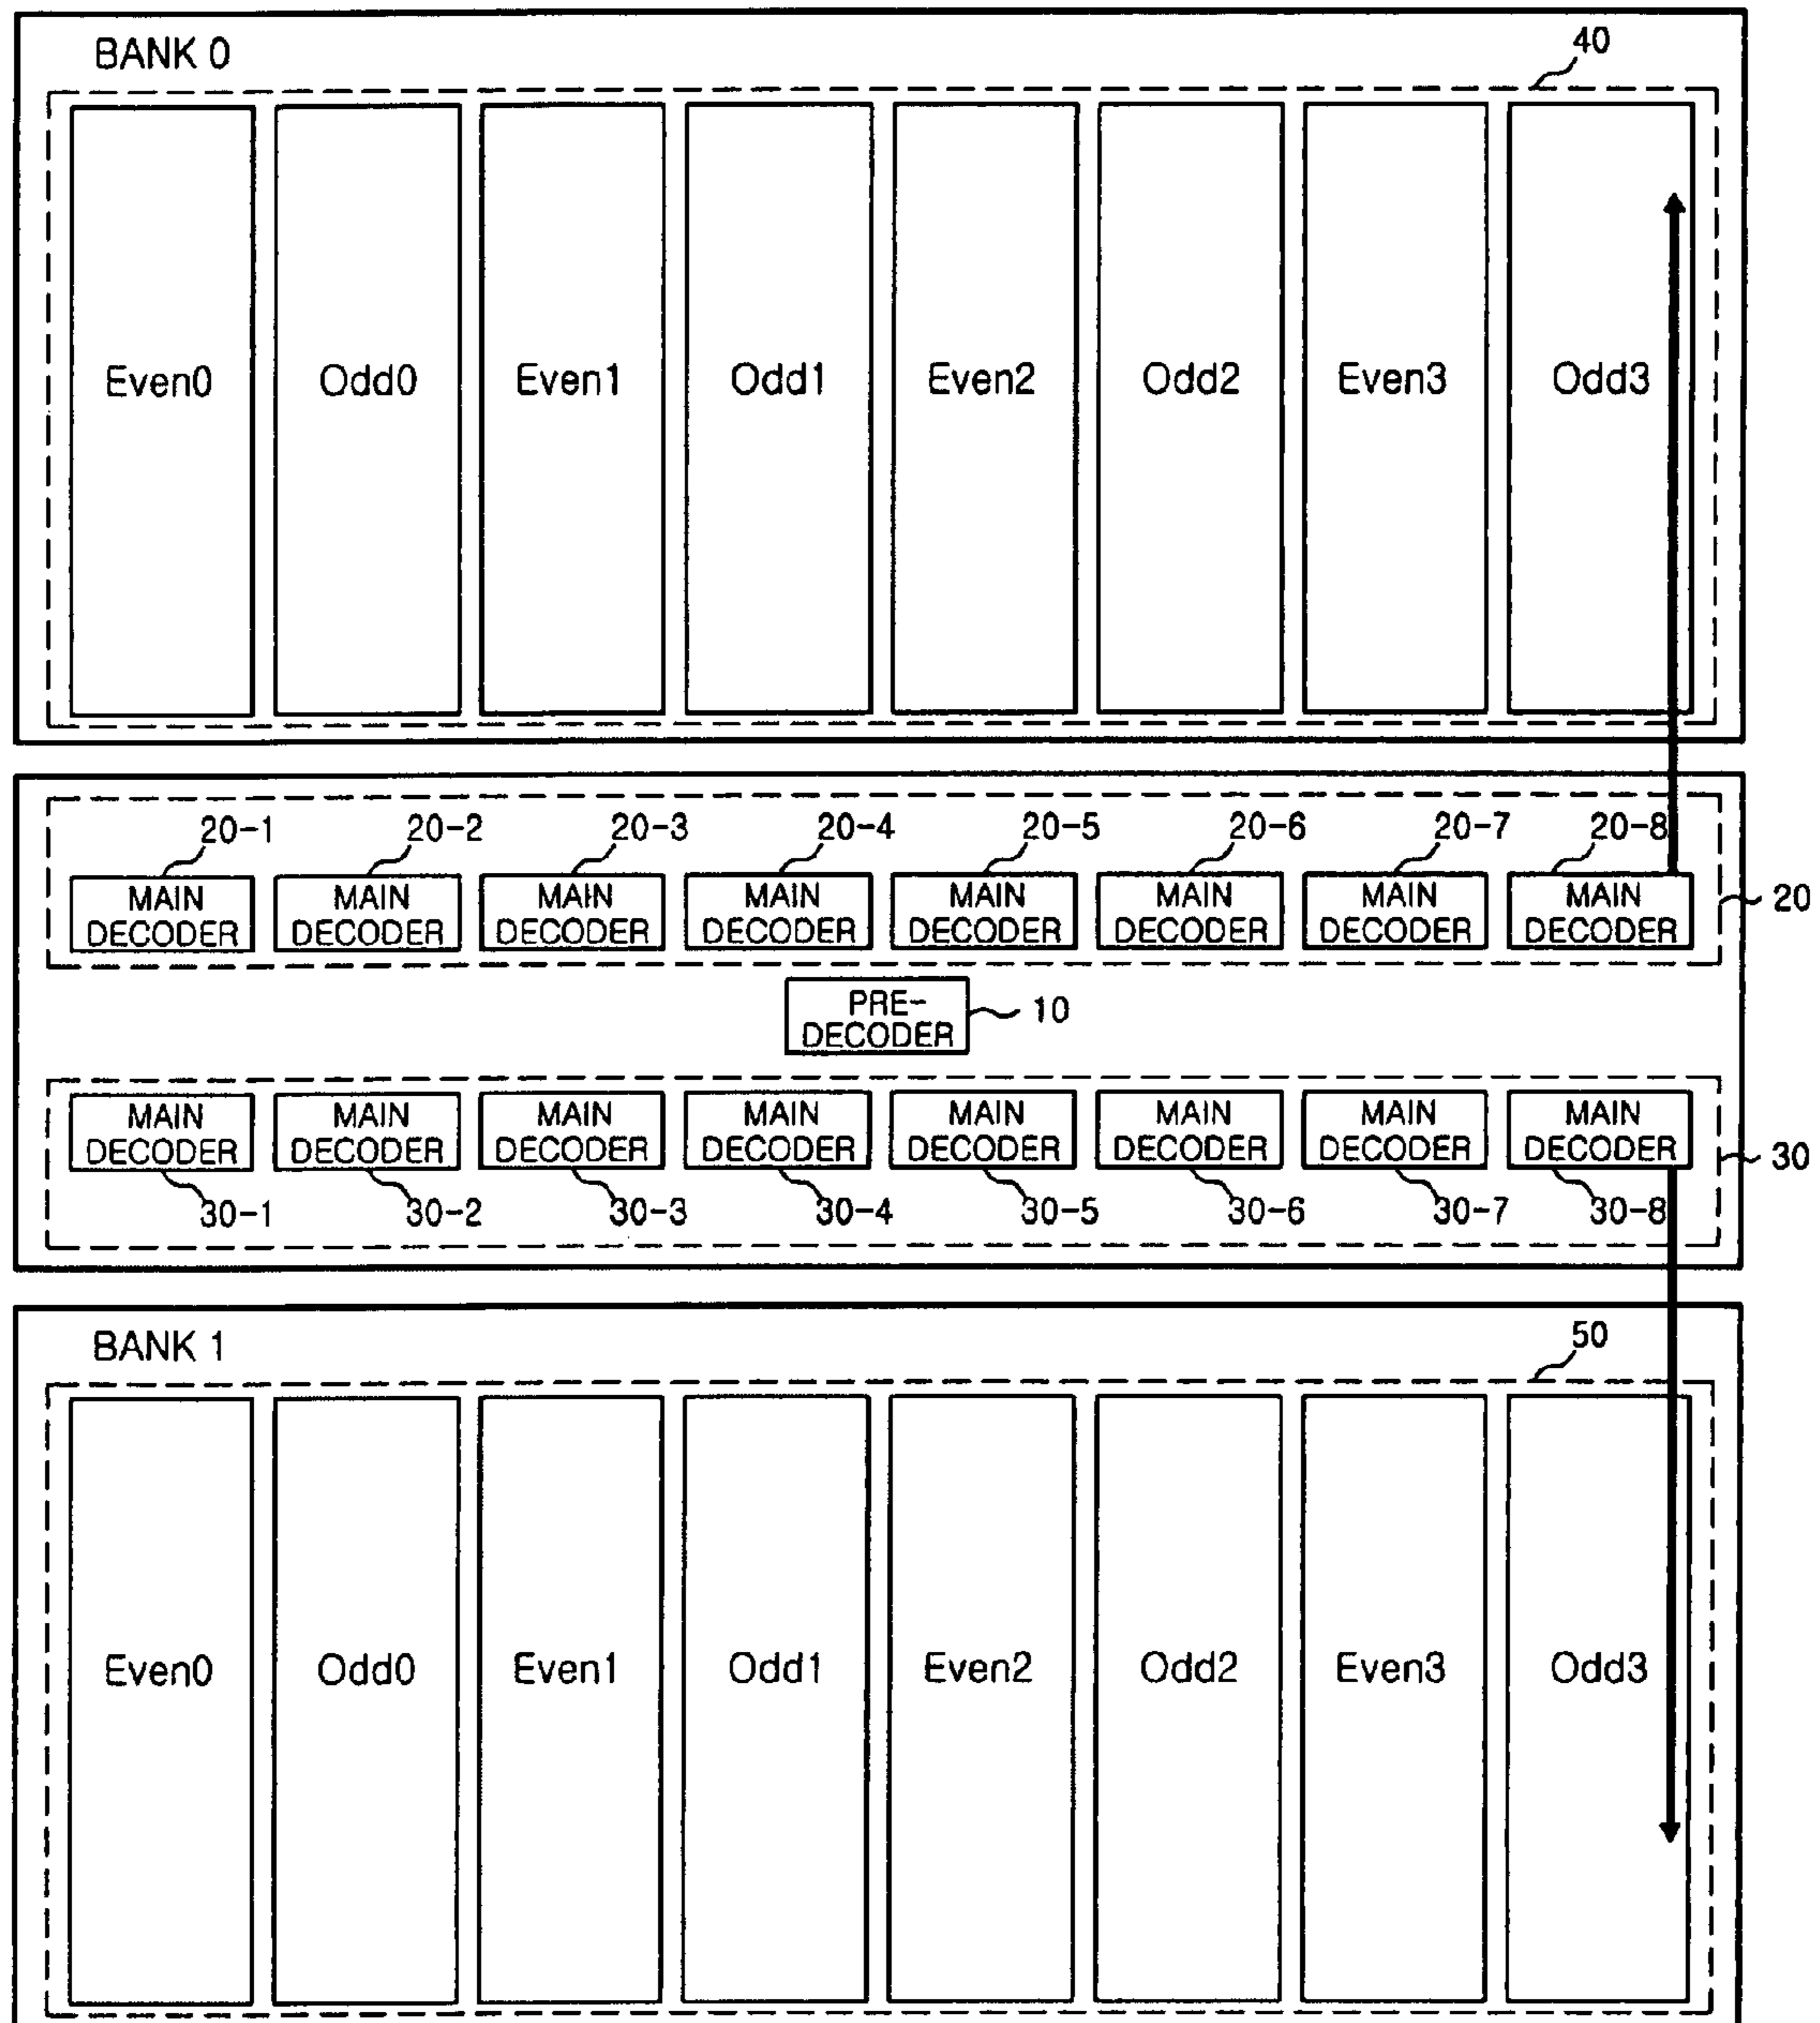 BANK 0
40
Even0 Odd0 Even1 Odd1 Even2 Odd2 Even3 Odd3
20-1 20-2 20-3 20-4 20-5 20-6 20-7 20-8
MAIN DECODER MAIN DECODER MAIN DECODER MAIN DECODER MAIN DECODER MAIN DECODER MAIN DECODER MAIN DECODER
20
PRE-
DECODER
10
MAIN DECODER MAIN DECODER MAIN DECODER MAIN DECODER MAIN DECODER MAIN DECODER MAIN DECODER MAIN DECODER
30
30-1 30-2 30-3 30-4 30-5 30-6 30-7 30-8
BANK 1
50
Even0 Odd0 Even1 Odd1 Even2 Odd2 Even3 Odd3